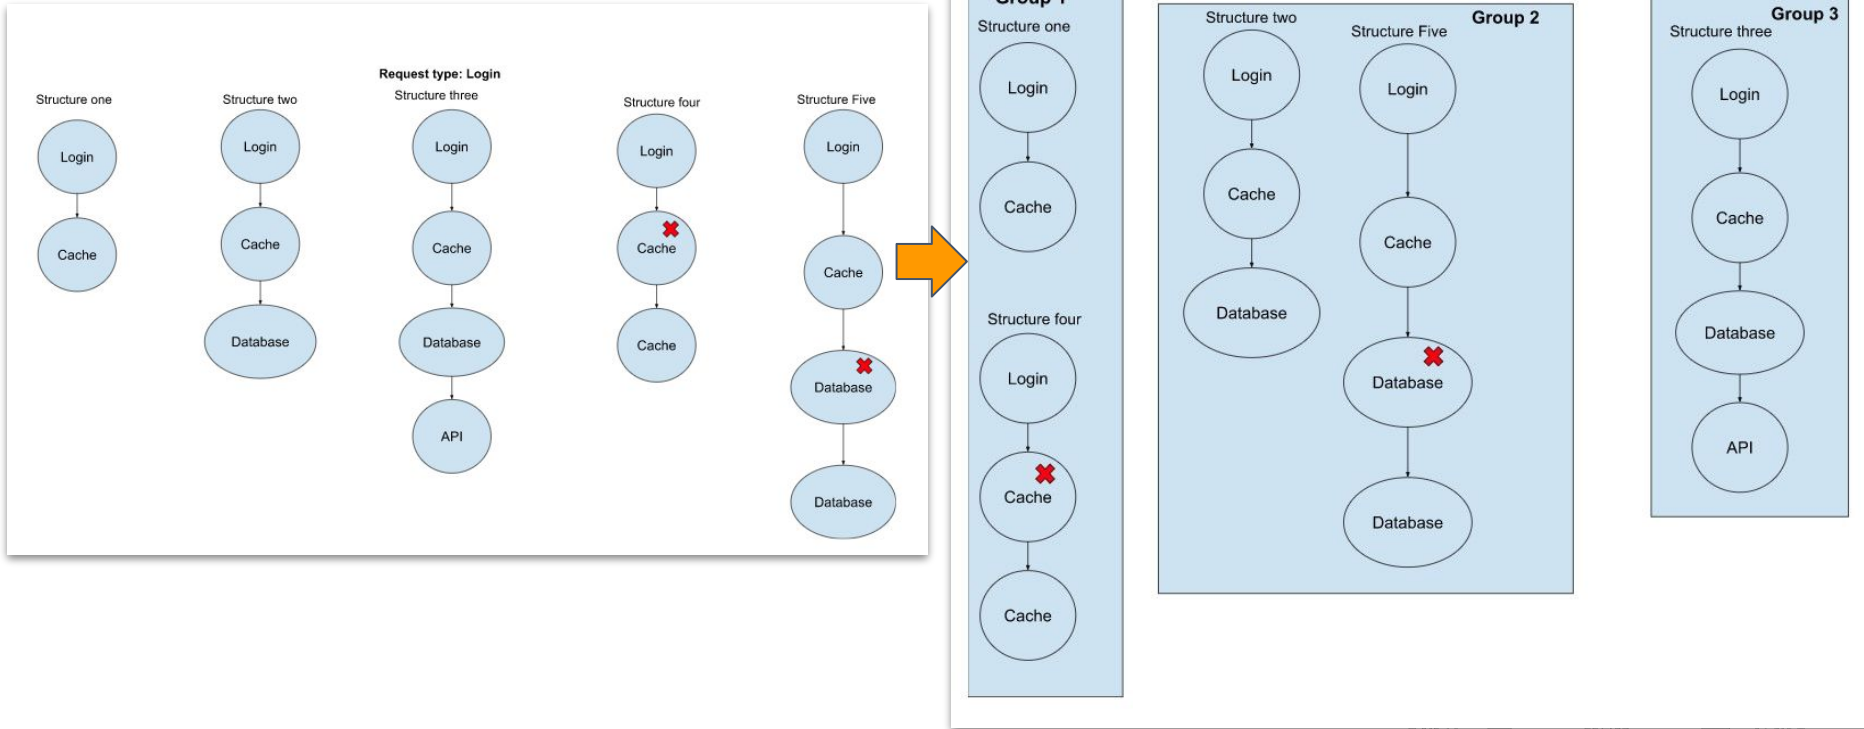 Request type: Login
Structure one
Login
Cache
Structure two
Login
Cache
Database
Structure three
Login
Cache
Database
API
Structure four
Login
Cache
Cache
Structure Five
Login
Cache
Database
Database
Structure one
Login
Cache
Structure four
Login
Cache
Cache
Group 2
Structure two
Login
Cache
Database
Structure Five
Login
Cache
Database
Database
Group 3
Structure three
Login
Cache
Database
API